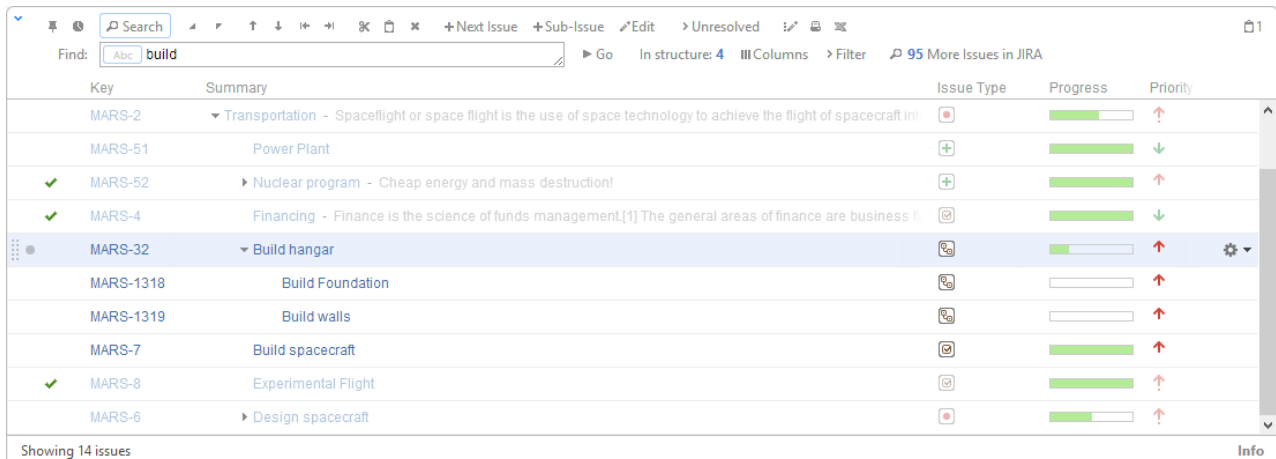 Search +Next Issue +Sub-Issue Edit Unresolved 1
Find: Abc build Go In structure: 4 Columns Filter 95 More Issues in JIRA
Key Summary Issue Type Progress Priority
MARS-2 Transportation - Spaceflight or space flight is the use of space technology to achieve the flight of spacecraft
MARS-51 Power Plant
MARS-52 Nuclear program - Cheap energy and mass destruction!
MARS-4 Financing - Finance is the science of funds management.[1] The general areas of finance are business
MARS-32 Build hangar
MARS-1318 Build Foundation
MARS-1319 Build walls
MARS-7 Build spacecraft
MARS-8 Experimental Flight
MARS-6 Design spacecraft
Showing 14 issues Info